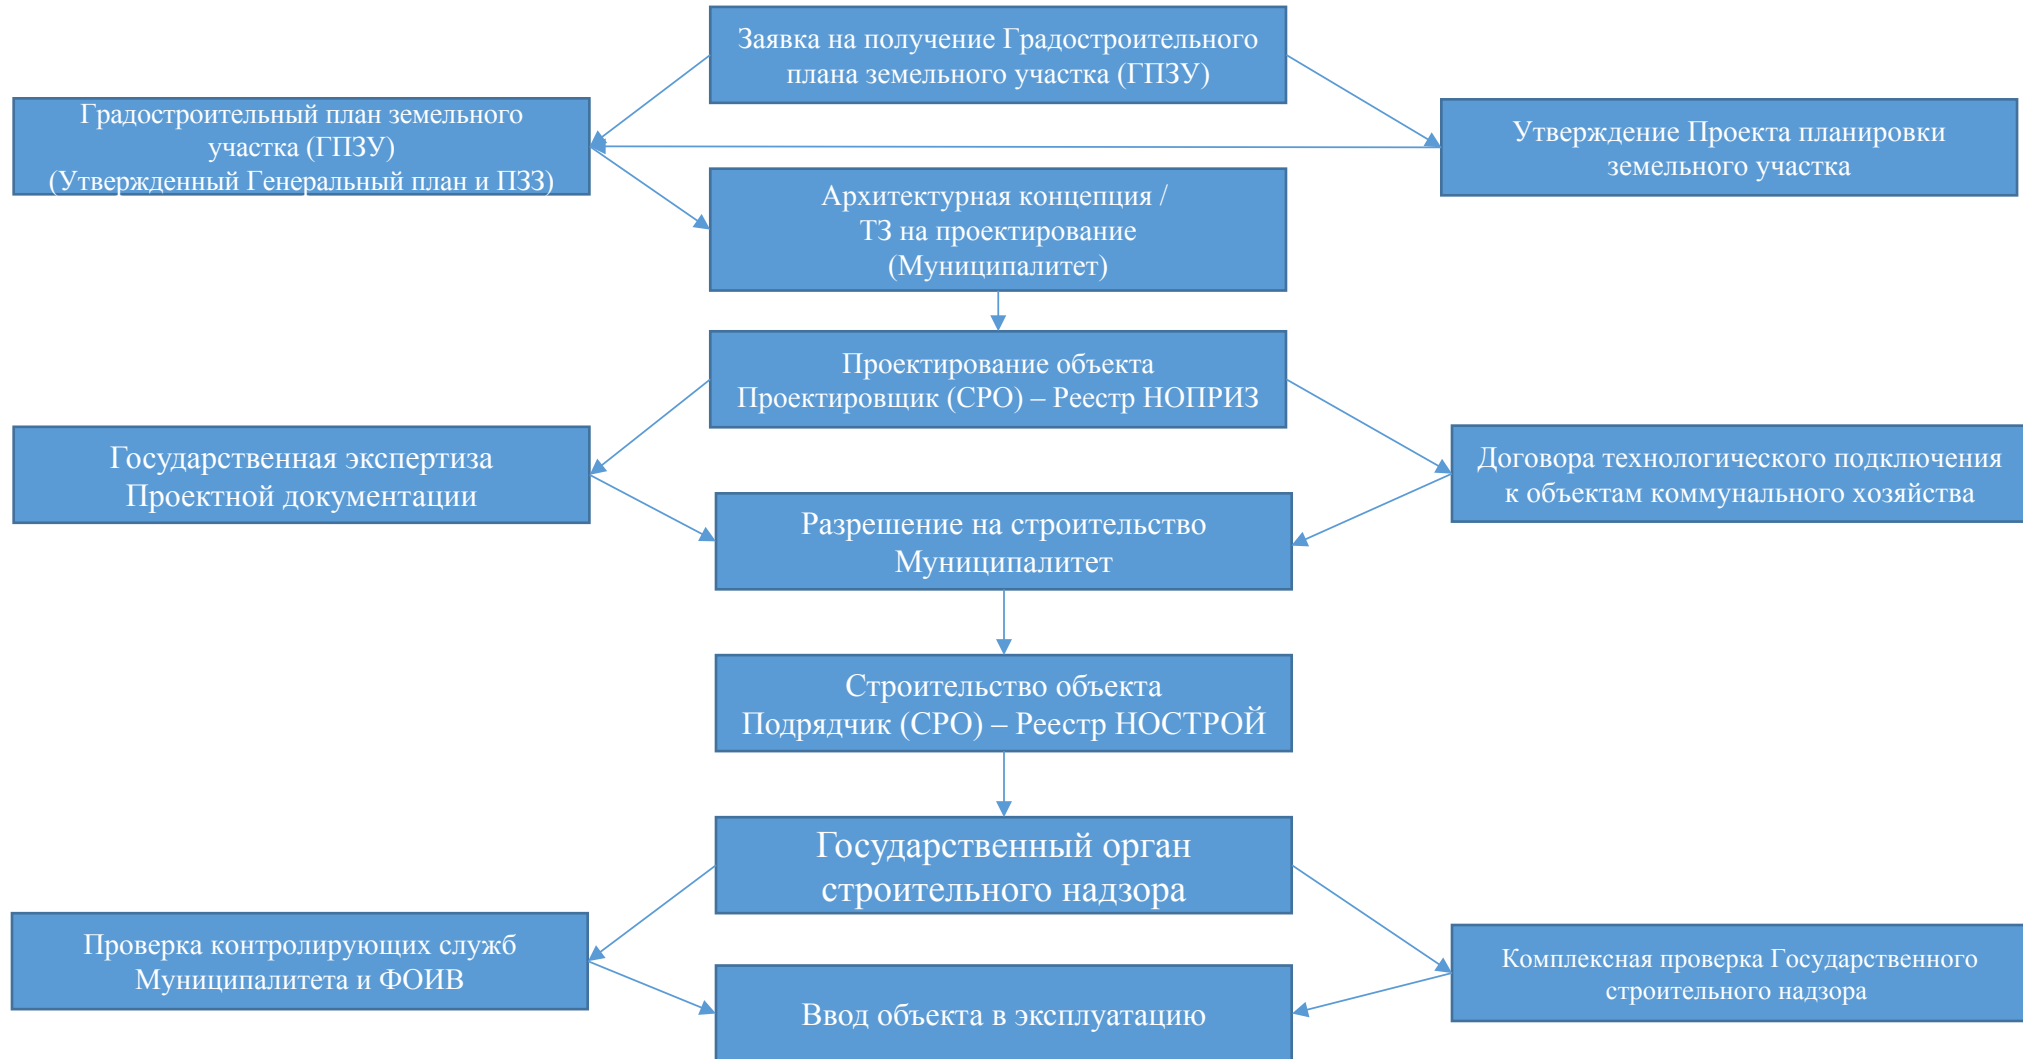 Заявка на получение Градостроительного
плана земельного участка (ГПЗУ)
Градостроительный план земельного
участка (ГПЗУ)
(Утвержденный Генеральный план и ПЗЗ)
Утверждение Проекта планировки
земельного участка
Архитектурная концепция /
ТЗ на проектирование
(Муниципалитет)
Проектирование объекта
Проектировщик (СРО) – Реестр НОПРИЗ
Государственная экспертиза
Проектной документации
Договора технологического подключения
к объектам коммунального хозяйства
Разрешение на строительство
Муниципалитет
Строительство объекта
Подрядчик (СРО) – Реестр НОСТРОЙ
Государственный орган
строительного надзора
Проверка контролирующих служб
Муниципалитета и ФОИВ
Комплексная проверка Государственного
строительного надзора
Ввод объекта в эксплуатацию